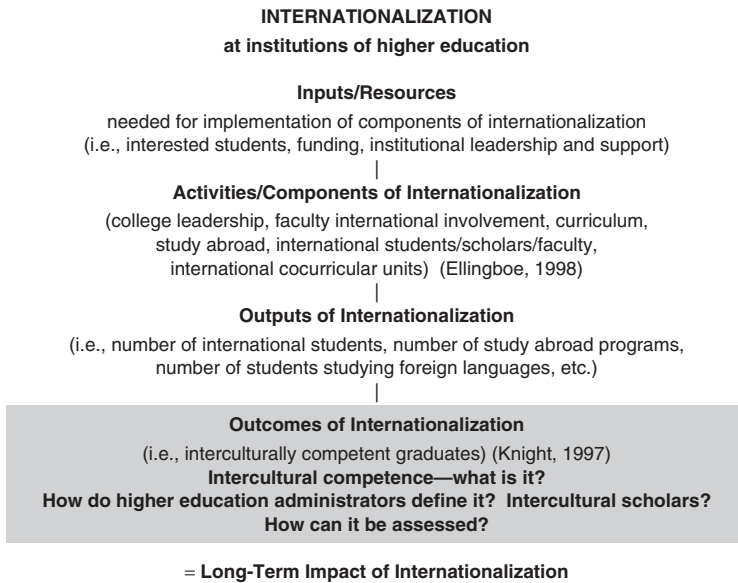 INTERNATIONALIZATION
at institutions of higher education
Inputs/Resources
needed for implementation of components of internationalization
(i.e., interested students, funding, institutional leadership and support)
Activities/Components of Internationalization
(college leadership, faculty international involvement, curriculum,
study abroad, international students/scholars/faculty,
international cocurricular units) (Ellingboe, 1998)
Outputs of Internationalization
(i.e., number of international students, number of study abroad programs,
number of students studying foreign languages, etc.)
Outcomes of Internationalization
(i.e., interculturally competent graduates) (Knight, 1997)
Intercultural competence—what is it?
How do higher education administrators define it? Intercultural scholars?
How can it be assessed?
= Long-Term Impact of Internationalization